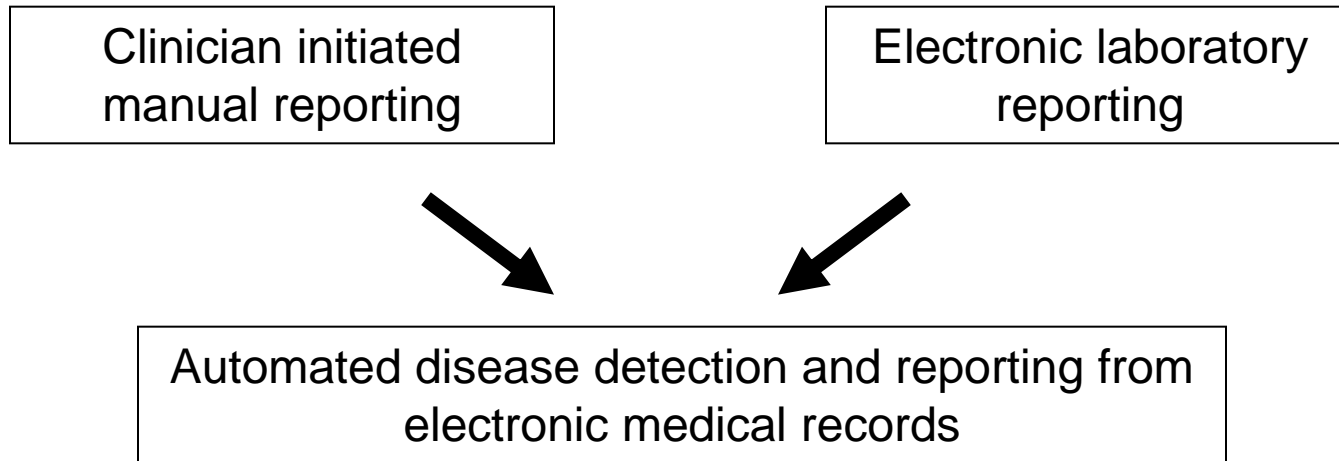 Clinician initiated
manual reporting
Electronic laboratory
reporting
Automated disease detection and reporting from
electronic medical records